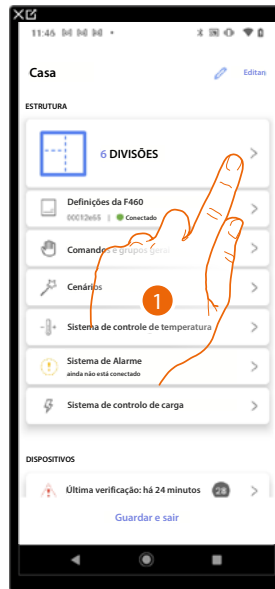 11:46
Casa
Editan
ESTRUTURA
6 DIVISÕES
Definições da F460
00012e65 | Conectado
Comandos e grupos gerais
Cenários
1
Sistema de controle de temperatura
Sistema de Alarme
ainda não está conectado
Sistema de controlo de carga
DISPOSITIVOS
Última verificação: há 24 minutos 28
Guardar e sair